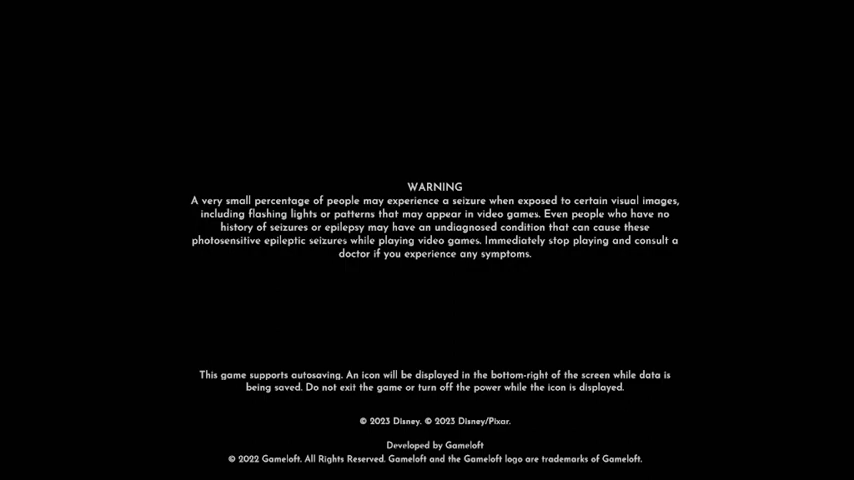 WARNING
A very small percentage of people may experience a seizure when exposed to certain visual images,
including flashing lights or patterns that may appear in video games. Even people who have no
history of seizures or epilepsy may have an undiagnosed condition that can cause these
photosensitive epileptic seizures while playing video games. Immediately stop playing and consult a
doctor if you experience any symptoms.
This game supports autosaving. An icon will be displayed in the bottom-right of the screen while data is
being saved. Do not exit the game or turn off the power while the icon is displayed.
© 2023 Disney. © 2023 Disney/Pixar.
Developed by Gameloft
© 2022 Gameloft. All Rights Reserved. Gameloft and the Gameloft logo are trademarks of Gameloft.